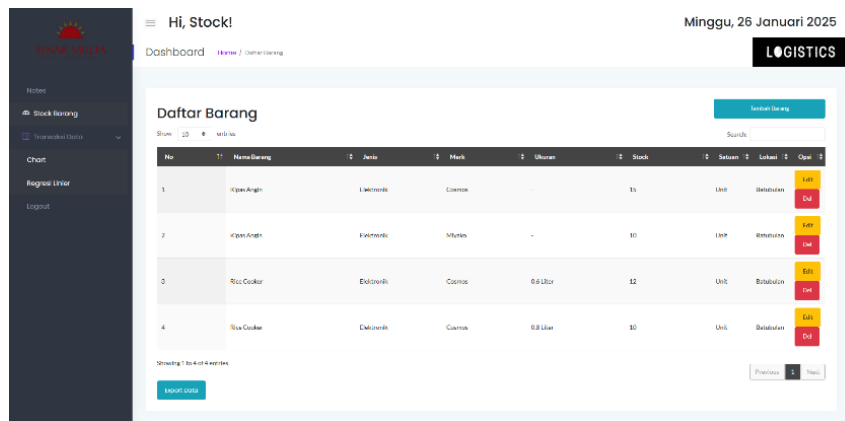 SINAR MULIA
Hi, Stock!
Minggu, 26 Januari 2025
Dashboard Home / Daftar Barang
LOGISTICS
Notes
Stock Barang
Transaksi Data
Chart
Regresi Linier
Logout
Daftar Barang
Tambah Barang
Show 10 entries
Search:
No Nama Barang Jenis Merk Ukuran Stock Satuan Lokasi Opsi
1 Kipas Angin Elektronik Cosmos - 15 Unit Batubulan Edit
Del
2 Kipas Angin Elektronik Miyako - 10 Unit Batubulan Edit
Del
3 Rice Cooker Elektronik Cosmos 0.6 Liter 12 Unit Batubulan Edit
Del
4 Rice Cooker Elektronik Cosmos 0.8 Liter 10 Unit Batubulan Edit
Del
Showing 1 to 4 of 4 entries
Previous 1 Next
Export Data